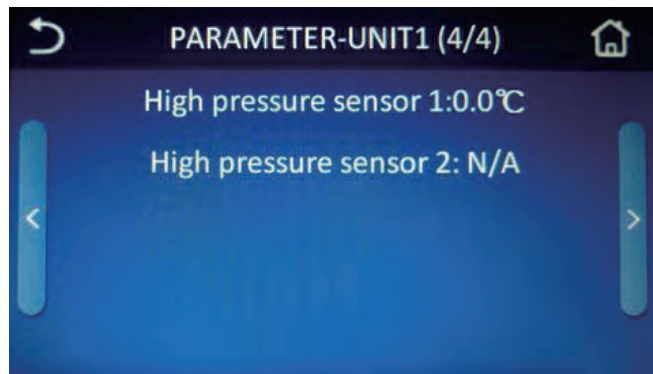 PARAMETER-UNIT1 (4/4)
High pressure sensor 1:0.0℃
High pressure sensor 2: N/A
<
>